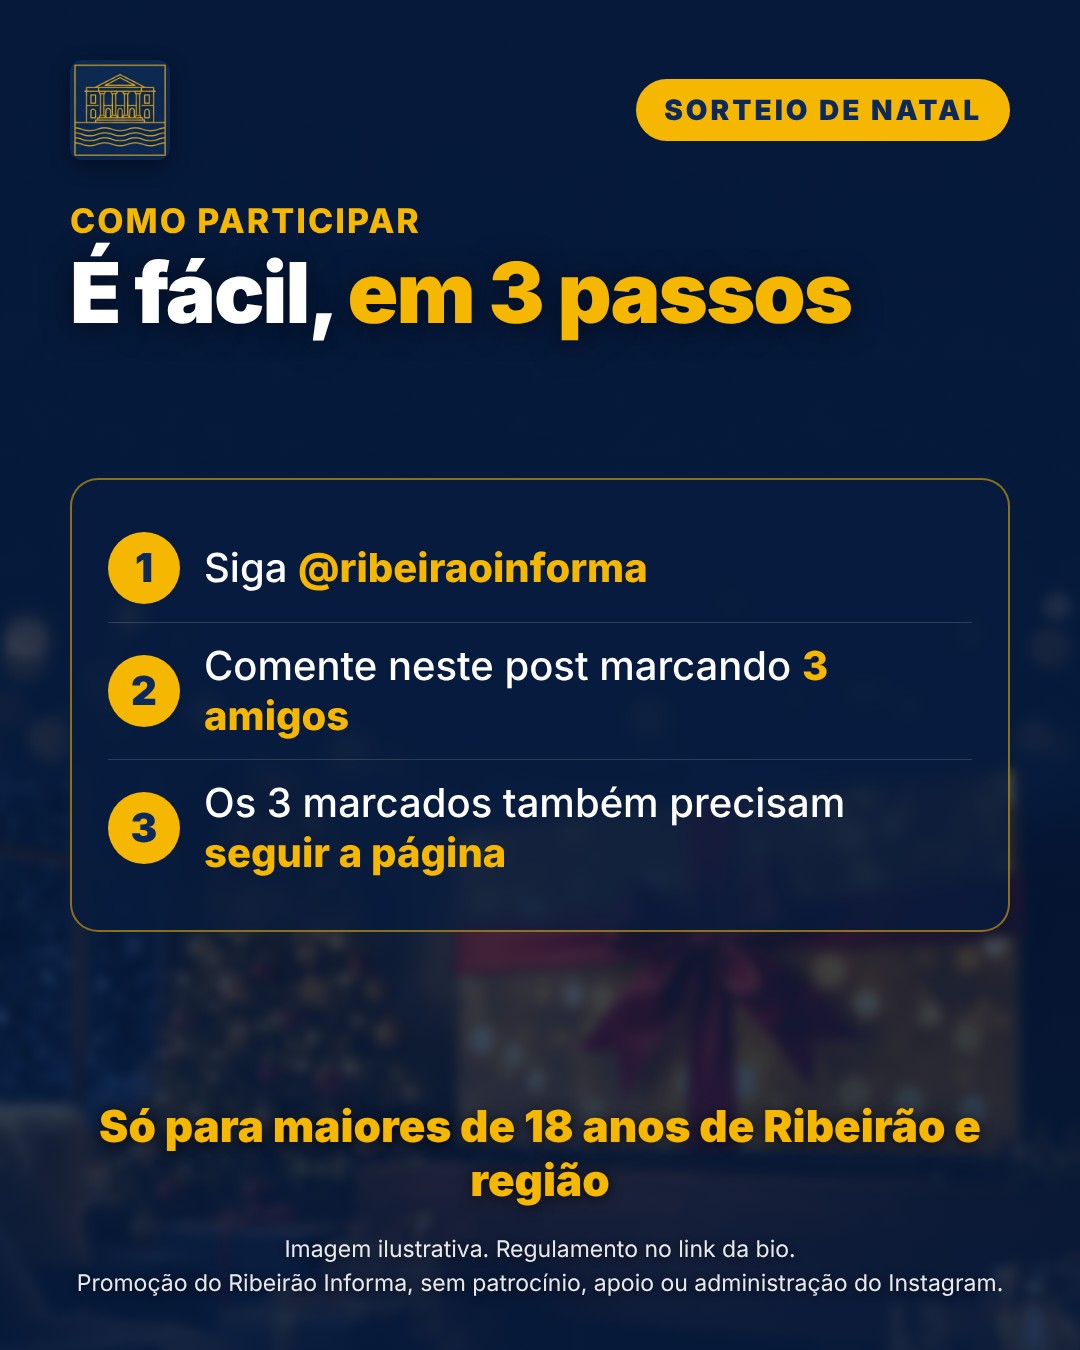 SORTEIO DE NATAL
COMO PARTICIPAR
É fácil, em 3 passos
1 Siga @ribeiraoinforma
2 Comente neste post marcando 3
amigos
3 Os 3 marcados também precisam
seguir a página
Só para maiores de 18 anos de Ribeirão e
região
Imagem ilustrativa. Regulamento no link da bio.
Promoção do Ribeirão Informa, sem patrocínio, apoio ou administração do Instagram.